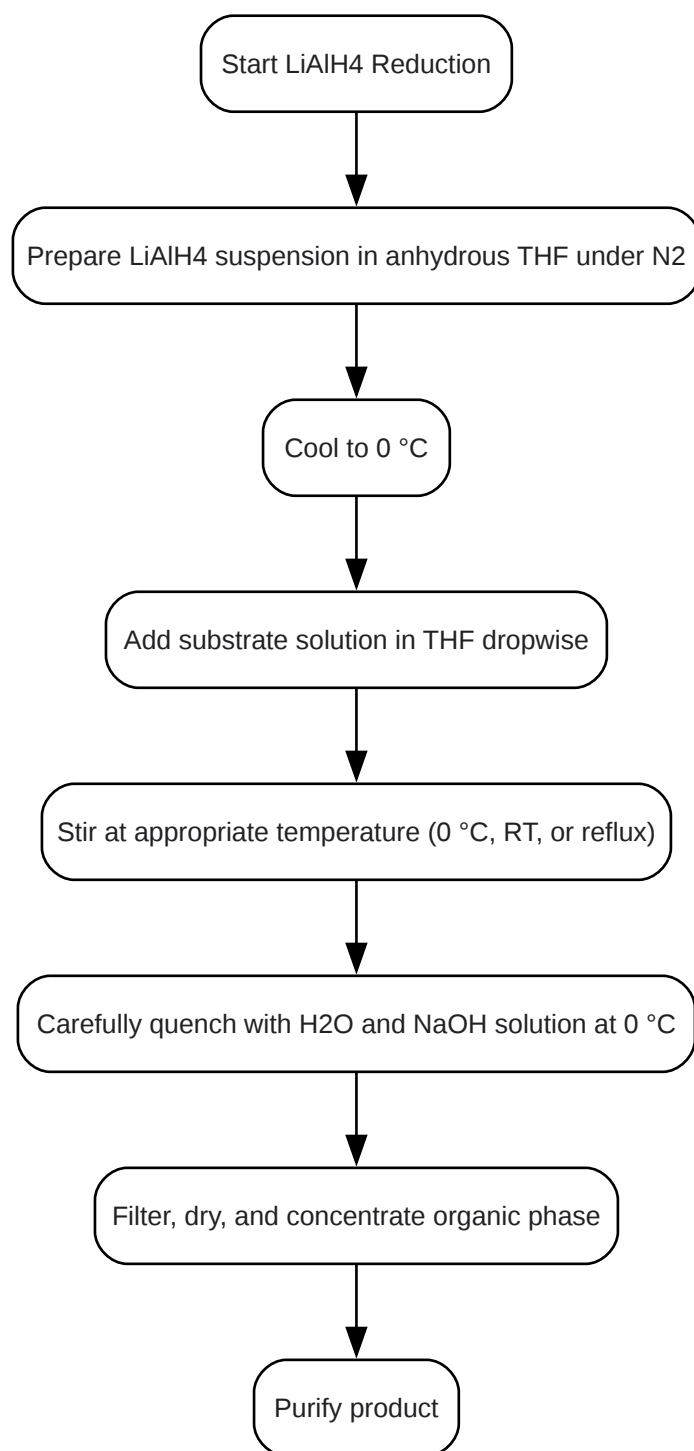 Start LiAlH4 Reduction
Prepare LiAlH4 suspension in anhydrous THF under N2
Cool to 0 °C
Add substrate solution in THF dropwise
Stir at appropriate temperature (0 °C, RT, or reflux)
Carefully quench with H2O and NaOH solution at 0 °C
Filter, dry, and concentrate organic phase
Purify product